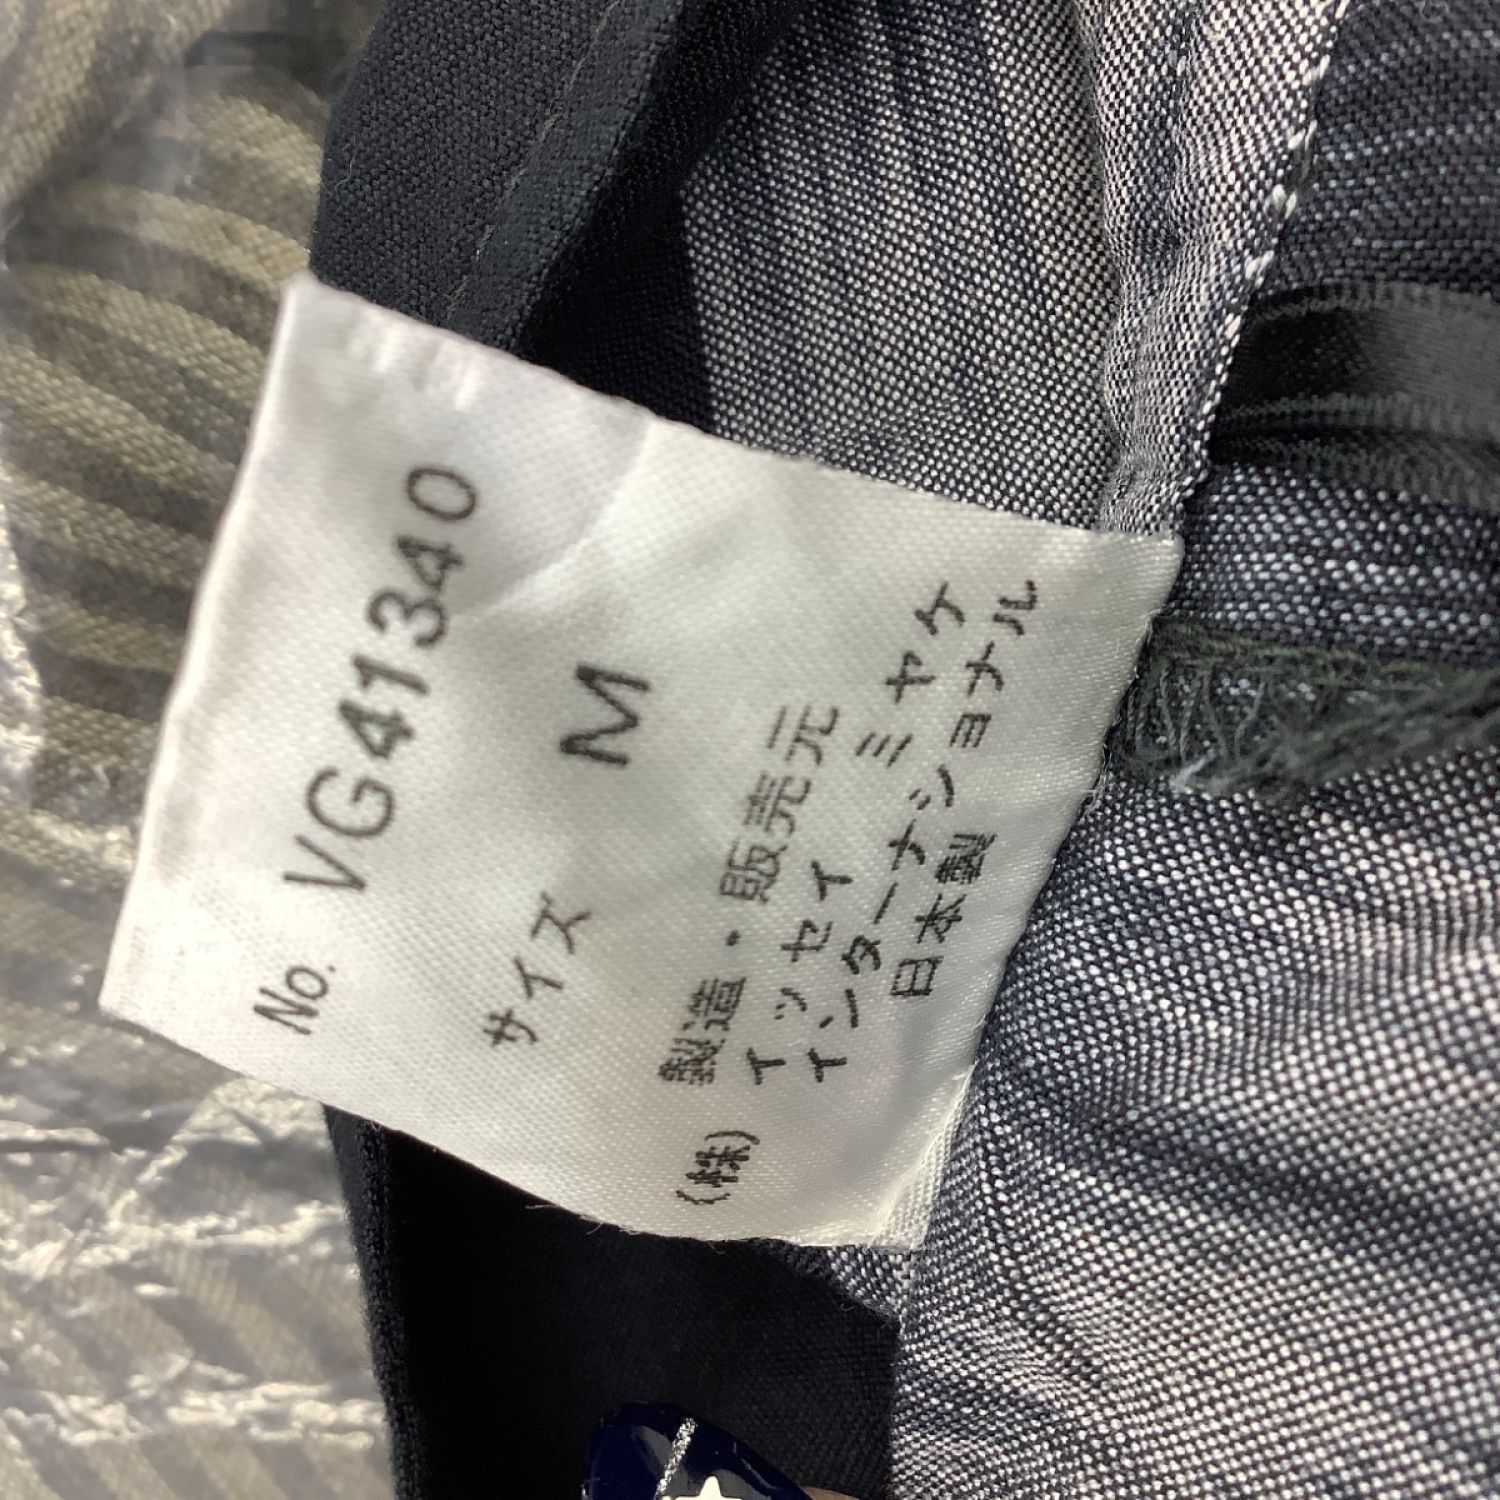 No. VG41340
サイズ M
製造・販売元
(株) イッセイ ミヤケ
インターナショナル
日本製